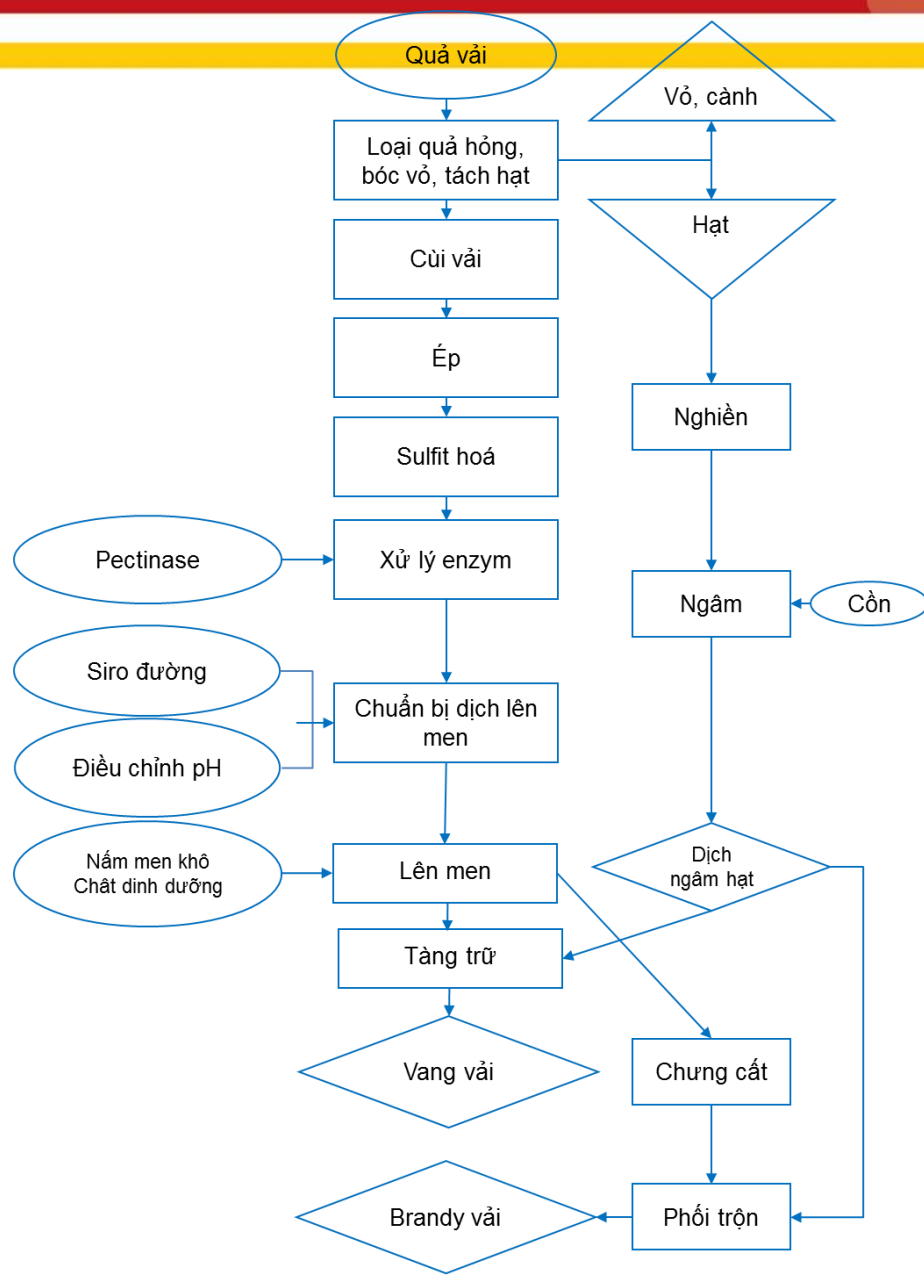 Quả vải
Vỏ, cành
Loại quả hỏng,
bóc vỏ, tách hạt
Hạt
Cùi vải
Ép
Nghiền
Sulfit hoá
Pectinase
Xử lý enzym
Ngâm
Cồn
Siro đường
Chuẩn bị dịch lên
men
Điều chỉnh pH
Nấm men khô
Chât dinh dưỡng
Lên men
Dịch
ngâm hạt
Tàng trữ
Vang vải
Chưng cất
Brandy vải
Phối trộn